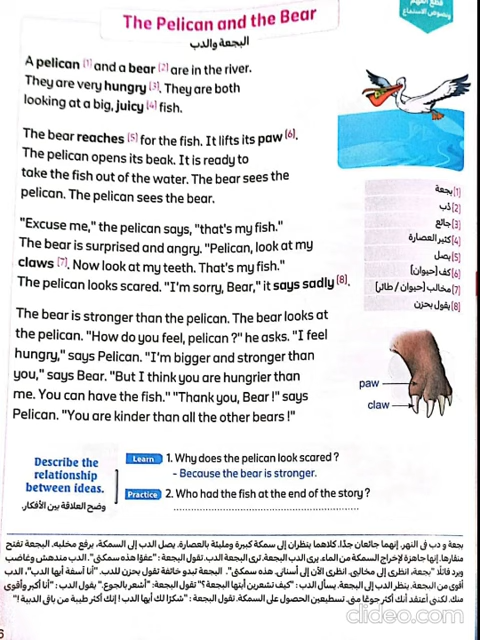 قطع الفهم
ونصوص الاستماع
The Pelican and the Bear
البجعة والدب
A pelican [1] and a bear [2] are in the river.
They are very hungry [3]. They are both
looking at a big, juicy [4] fish.
The bear reaches [5] for the fish. It lifts its paw [6].
The pelican opens its beak. It is ready to
take the fish out of the water. The bear sees the
pelican. The pelican sees the bear.
"Excuse me," the pelican says, "that's my fish."
The bear is surprised and angry. "Pelican, look at my
claws [7]. Now look at my teeth. That's my fish."
The pelican looks scared. "I'm sorry, Bear," it says sadly [8].
The bear is stronger than the pelican. The bear looks at
the pelican. "How do you feel, pelican ?" he asks. "I feel
hungry," says Pelican. "I'm bigger and stronger than
you," says Bear. "But I think you are hungrier than
me. You can have the fish." "Thank you, Bear !" says
Pelican. "You are kinder than all the other bears !"
[1] بجعة
[2] دُب
[3] جائع
[4] كثير العصارة
[5] يصل
[6] كف [حيوان]
[7] مخالب [حيوان / طائر]
[8] يقول بحزن
paw
claw
Describe the
relationship
between ideas.
وضح العلاقة بين الأفكار.
Learn 1. Why does the pelican look scared ?
- Because the bear is stronger.
Practice 2. Who had the fish at the end of the story ?
بجعة و دب في النهر. إنهما جائعان جدًا. كلاهما ينظران إلى سمكة كبيرة ومليئة بالعصارة. يصل الدب إلى السمكة، يرفع مخلبه. البجعة تفتح
منقارها. إنها جاهزة لإخراج السمكة من الماء. يرى الدب البجعة. ترى البجعة الدب. تقول البجعة : "عفوًا هذه سمكتي". الدب مندهش وغاضب
ويرد قائلًا "بجعة، انظري إلى مخالبي. انظري الآن إلى أسناني. هذه سمكتي". البجعة تبدو خائفة تقول بحزن للدب. "أنا آسفة أيها الدب"، الدب
أقوى من البجعة. ينظر الدب إلى البجعة. يسأل الدب : "كيف تشعرين أيتها البجعة؟" تقول البجعة: "أشعر بالجوع". يقول الدب : "أنا أكبر وأقوى
منك. لكنني أعتقد أنك أكثر جوعًا مني. تستطيعين الحصول على السمكة. تقول البجعة : "شكرًا لك أيها الدب ! إنك أكثر طيبة من باقي الدببة !"
6
clideo.com